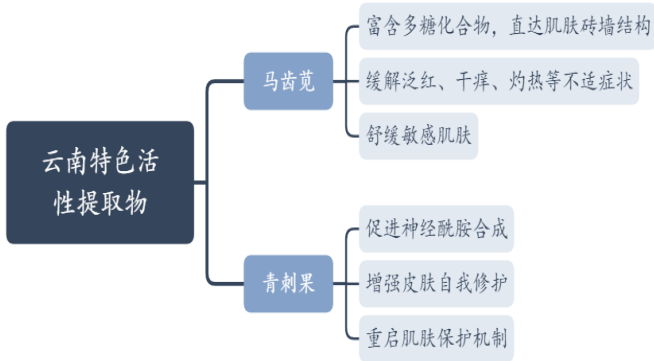 云南特色活
性提取物
马齿苋
富含多糖化合物，直达肌肤砖墙结构
缓解泛红、干痒、灼热等不适症状
舒缓敏感肌肤
青刺果
促进神经酰胺合成
增强皮肤自我修护
重启肌肤保护机制